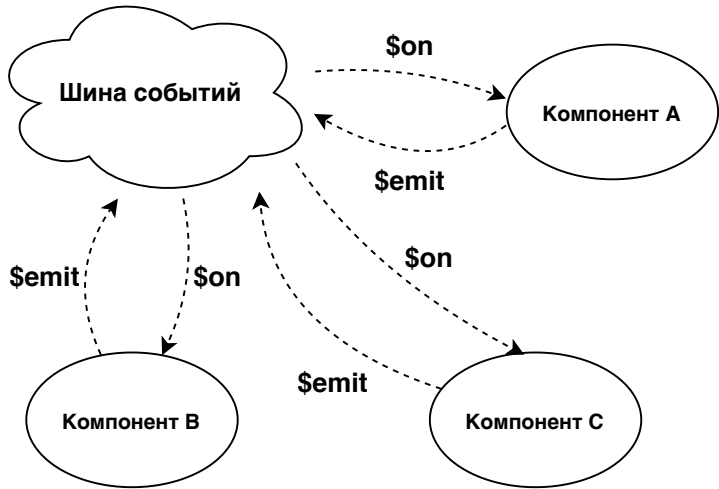 $on
Шина событий
Компонент A
$emit
$on
$emit
$on
$emit
Компонент B
Компонент C